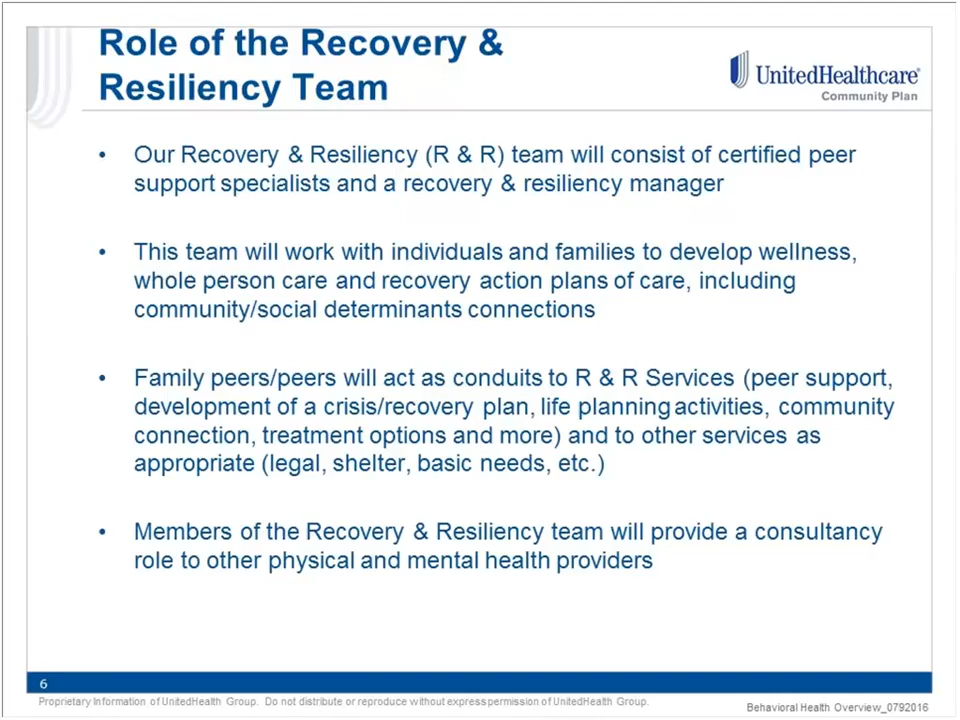 Role of the Recovery &
Resiliency Team
UnitedHealthcare®
Community Plan
• Our Recovery & Resiliency (R & R) team will consist of certified peer
support specialists and a recovery & resiliency manager
• This team will work with individuals and families to develop wellness,
whole person care and recovery action plans of care, including
community/social determinants connections
• Family peers/peers will act as conduits to R & R Services (peer support,
development of a crisis/recovery plan, life planning activities, community
connection, treatment options and more) and to other services as
appropriate (legal, shelter, basic needs, etc.)
• Members of the Recovery & Resiliency team will provide a consultancy
role to other physical and mental health providers
6
Proprietary Information of UnitedHealth Group. Do not distribute or reproduce without express permission of UnitedHealth Group.
Behavioral Health Overview_0792016